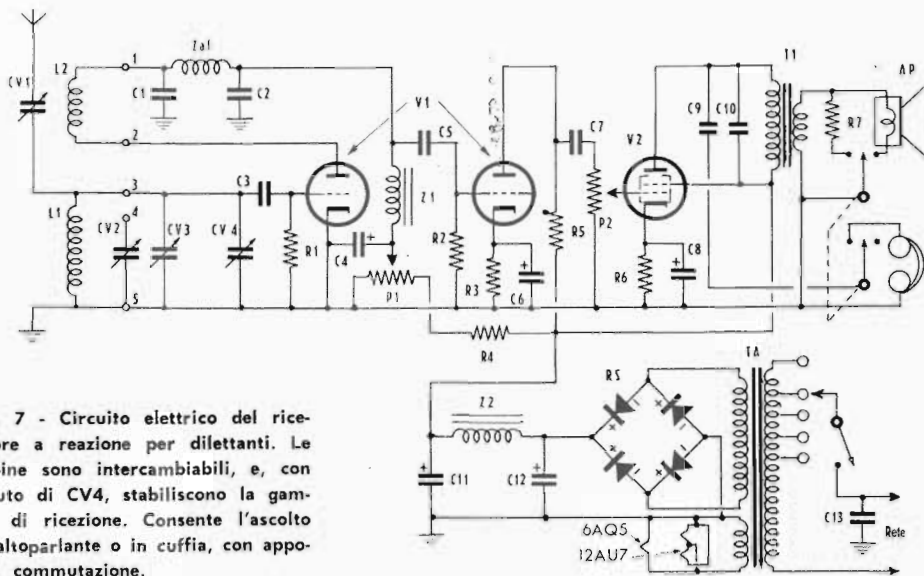 CV1
L2
1
Zaf
C1
C2
2
V1
C5
C7
V2
C9
C10
T1
AP
R7
3
C3
L1
4
CV2
CV3
CV4
R1
C4
Z1
R2
R3
C6
R5
P2
R6
C8
5
P1
R4
TA
RS
Z2
C11
C12
C13
Rete
6AQ5
12AU7
7 - Circuito elettrico del rice-
ore a reazione per dilettanti. Le
bine sono intercambiabili, e, con
uto di CV4, stabiliscono la gam-
di ricezione. Consente l'ascolto
altoparlante o in cuffia, con appo-
commutazione.